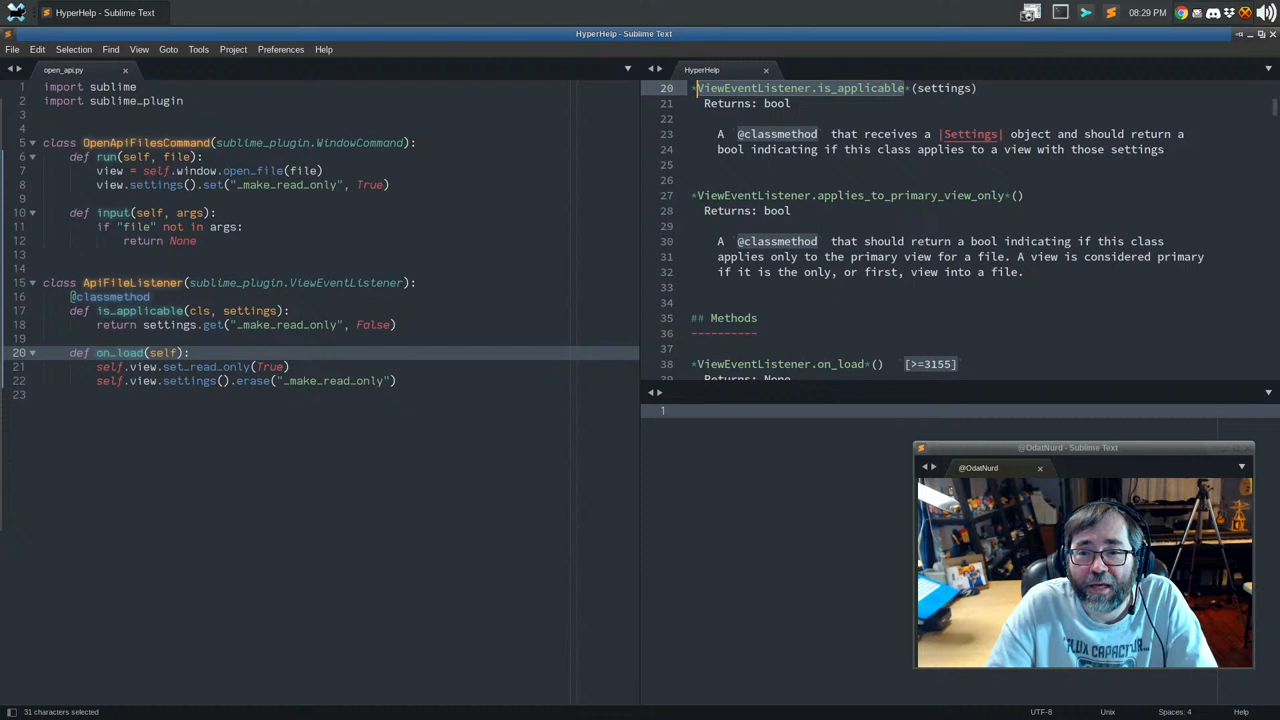 HyperHelp - Sublime Text
08:29 PM
HyperHelp - Sublime Text
File Edit Selection Find View Goto Tools Project Preferences Help
open_api.py
1 import sublime
2 import sublime_plugin
3
4
5 class OpenApiFilesCommand(sublime_plugin.WindowCommand):
6 def run(self, file):
7 view = self.window.open_file(file)
8 view.settings().set("_make_read_only", True)
9
10 def input(self, args):
11 if "file" not in args:
12 return None
13
14
15 class ApiFileListener(sublime_plugin.ViewEventListener):
16 @classmethod
17 def is_applicable(cls, settings):
18 return settings.get("_make_read_only", False)
19
20 def on_load(self):
21 self.view.set_read_only(True)
22 self.view.settings().erase("_make_read_only")
23
HyperHelp
20 *ViewEventListener.is_applicable*(settings)
21 Returns: bool
22
23 A @classmethod that receives a |Settings| object and should return a
24 bool indicating if this class applies to a view with those settings
25
26
27 *ViewEventListener.applies_to_primary_view_only*()
28 Returns: bool
29
30 A @classmethod that should return a bool indicating if this class
31 applies only to the primary view for a file. A view is considered primary
32 if it is the only, or first, view into a file.
33
34
35 ## Methods
36 ----------
37
38 *ViewEventListener.on_load*() [>=3155]
Returns: None
1
@OdatNurd - Sublime Text
@OdatNurd
FLUX CAPACITOR...
31 characters selected
UTF-8 Unix Spaces: 4 Help